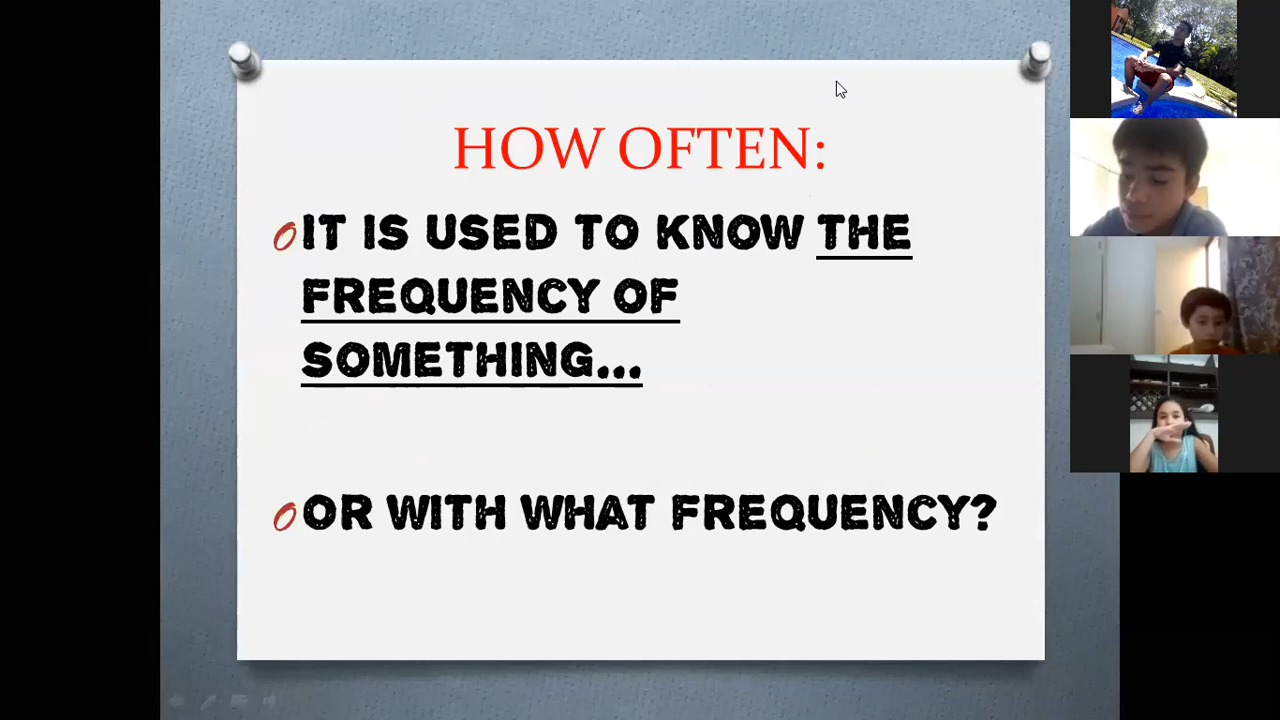 HOW OFTEN:
IT IS USED TO KNOW THE
FREQUENCY OF
SOMETHING...
OR WITH WHAT FREQUENCY?